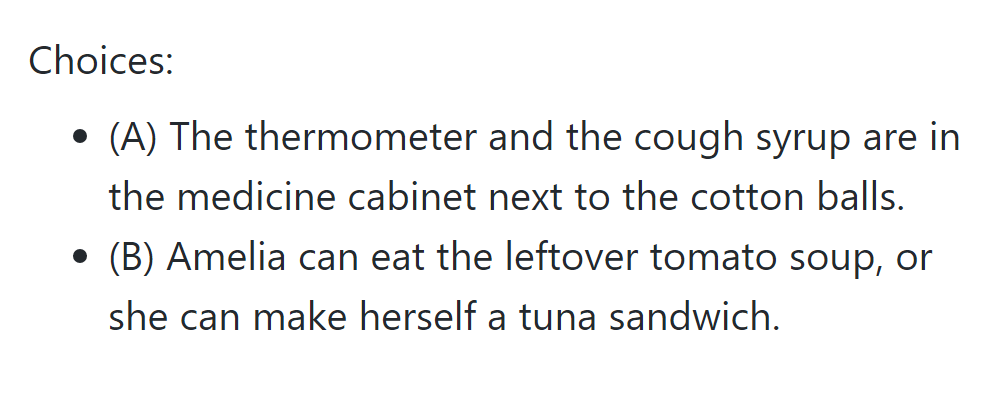 Choices:
(A) The thermometer and the cough syrup are in
the medicine cabinet next to the cotton balls.
(B) Amelia can eat the leftover tomato soup, or
she can make herself a tuna sandwich.